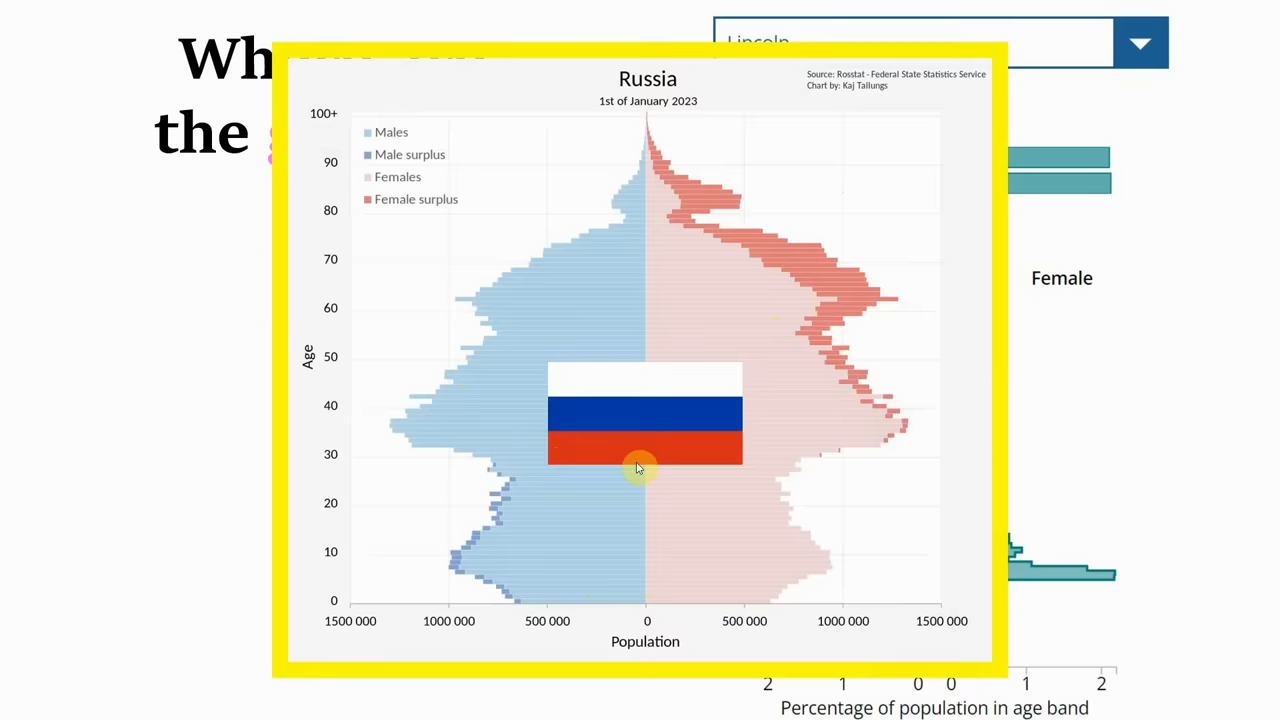 Wh
the
Lincoln
Russia
1st of January 2023
Source: Rosstat - Federal State Statistics Service
Chart by: Kaj Tallungs
Males
Male surplus
Females
Female surplus
100+
90
80
70
60
50
40
30
20
10
0
Age
1500 000 1000 000 500 000 0 500 000 1000 000 1500 000
Population
Female
2 1 0 0 1 2
Percentage of population in age band